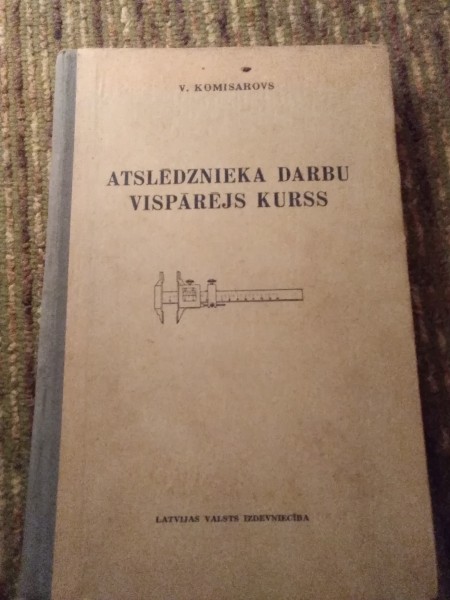 V. KOMISAROVS
ATSLĒDZNIEKA DARBU
VISPĀRĒJS KURSS
LATVIJAS VALSTS IZDEVNIECĪBA